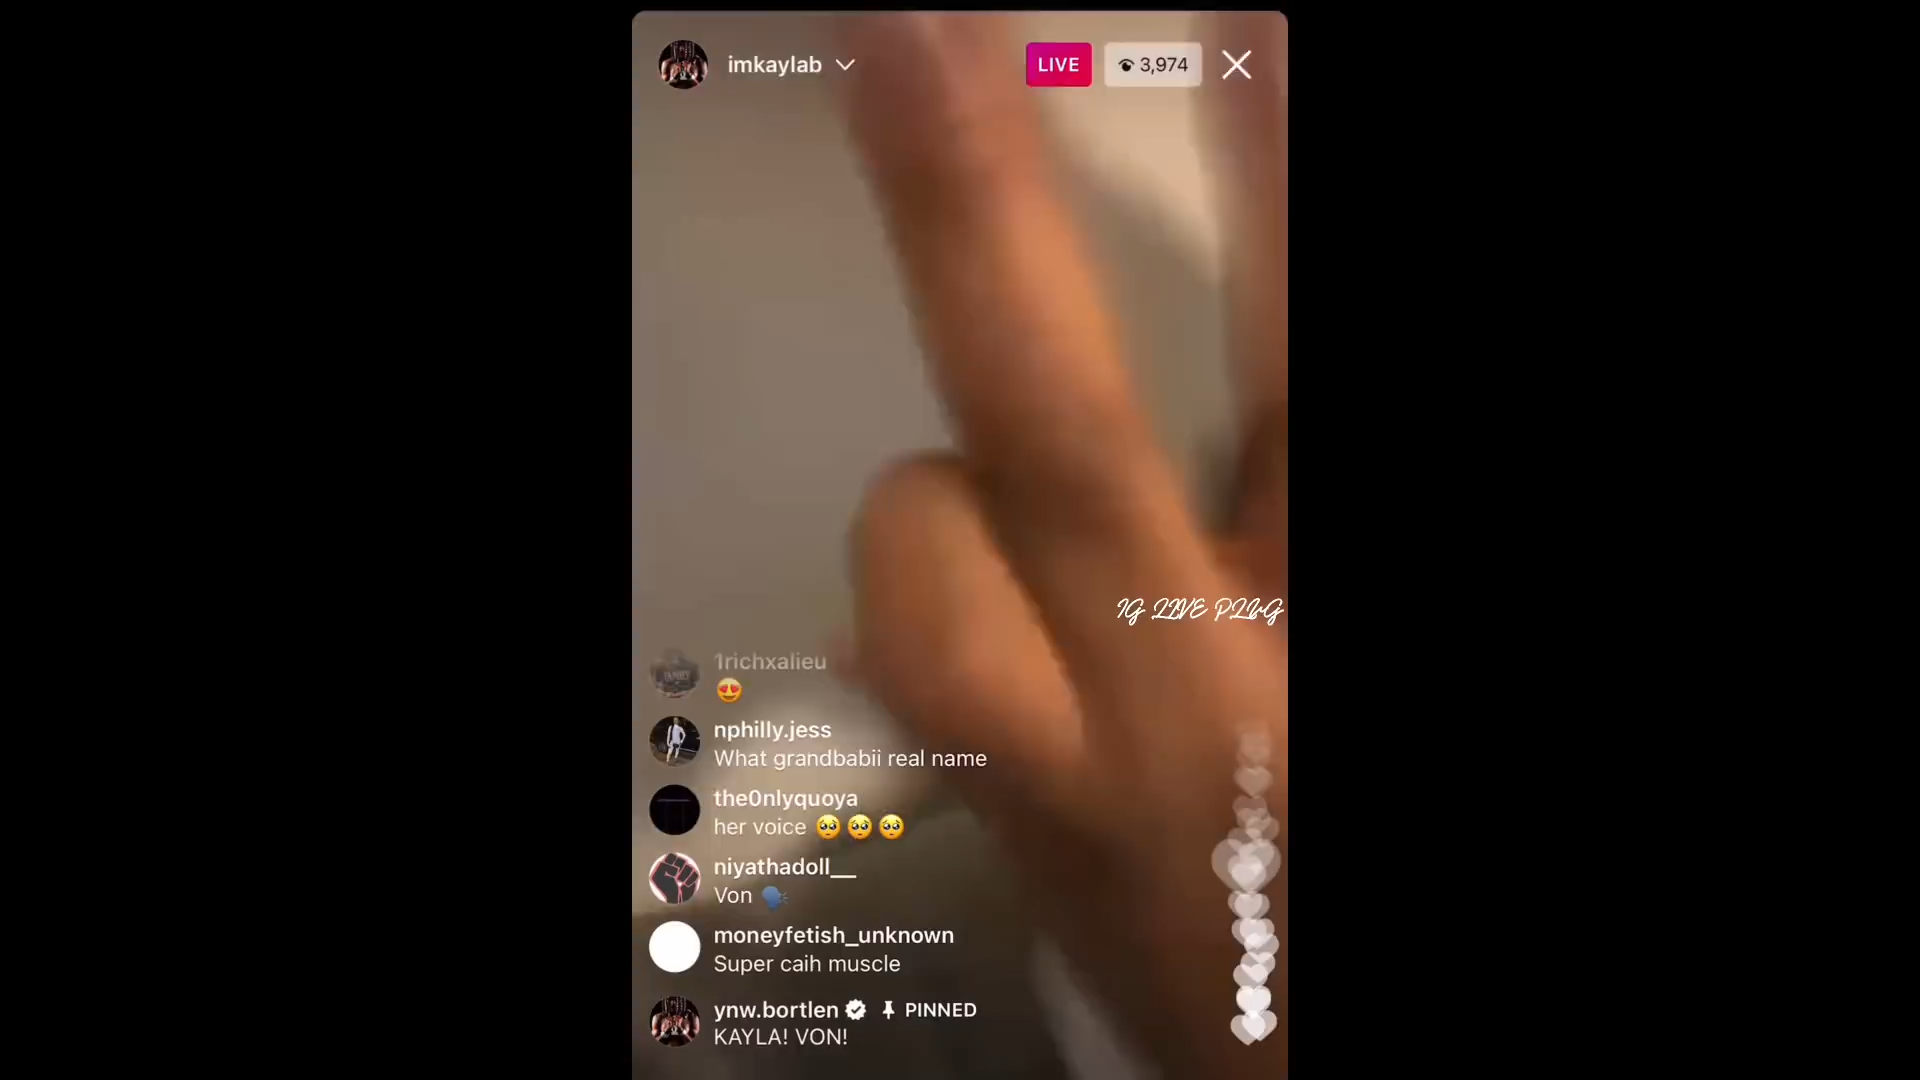 imkaylab
LIVE
3,974
IG LIVE PLUG
1richxalieu
😍
nphilly.jess
What grandbabii real name
the0nlyquoya
her voice 🥺🥺🥺
niyathadoll__
Von 🗣
moneyfetish_unknown
Super caih muscle
ynw.bortlen PINNED
KAYLA! VON!